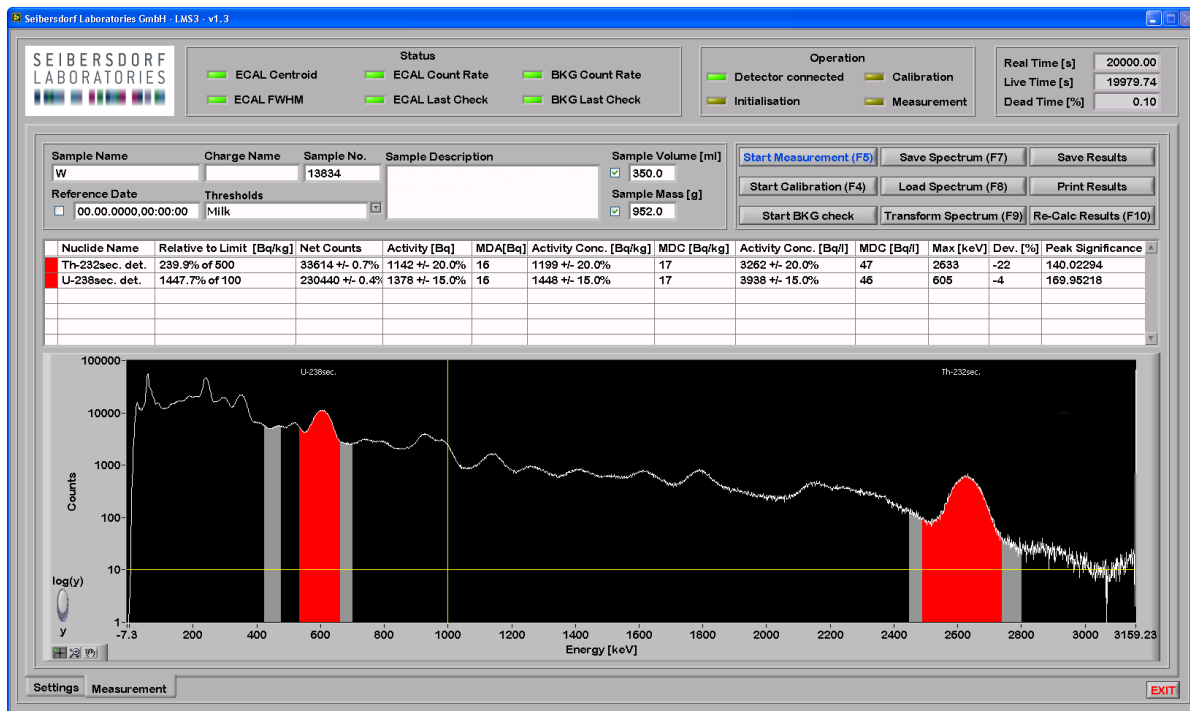 Seibersdorf Laboratories GmbH - LMS3 - v1.3
SEIBERSDORF
LABORATORIES
Status
ECAL Centroid
ECAL Count Rate
BKG Count Rate
ECAL FWHM
ECAL Last Check
BKG Last Check
Operation
Detector connected
Calibration
Initialisation
Measurement
Real Time [s] 20000.00
Live Time [s] 19979.74
Dead Time [%] 0.10
Sample Name
Charge Name
Sample No.
Sample Description
Sample Volume [ml]
W
13834
350.0
Reference Date
Thresholds
Sample Mass [g]
00.00.0000,00:00:00
Milk
952.0
Start Measurement (F5)
Save Spectrum (F7)
Save Results
Start Calibration (F4)
Load Spectrum (F8)
Print Results
Start BKG check
Transform Spectrum (F9)
Re-Calc Results (F10)
Nuclide Name Relative to Limit [Bq/kg] Net Counts Activity [Bq] MDA[Bq] Activity Conc. [Bq/kg] MDC [Bq/kg] Activity Conc. [Bq/l] MDC [Bq/l] Max [keV] Dev. [%] Peak Significance
Th-232sec. det. 239.9% of 500 33614 +/- 0.7% 1142 +/- 20.0% 16 1199 +/- 20.0% 17 3262 +/- 20.0% 47 2633 -22 140.02294
U-238sec. det. 1447.7% of 100 230440 +/- 0.4% 1378 +/- 15.0% 16 1448 +/- 15.0% 17 3938 +/- 15.0% 46 605 -4 169.95218
100000
U-238sec.
Th-232sec.
10000
1000
Counts
100
10
log(y)
1
y
-7.3 200 400 600 800 1000 1200 1400 1600 1800 2000 2200 2400 2600 2800 3000 3159.23
Energy [keV]
Settings
Measurement
EXIT